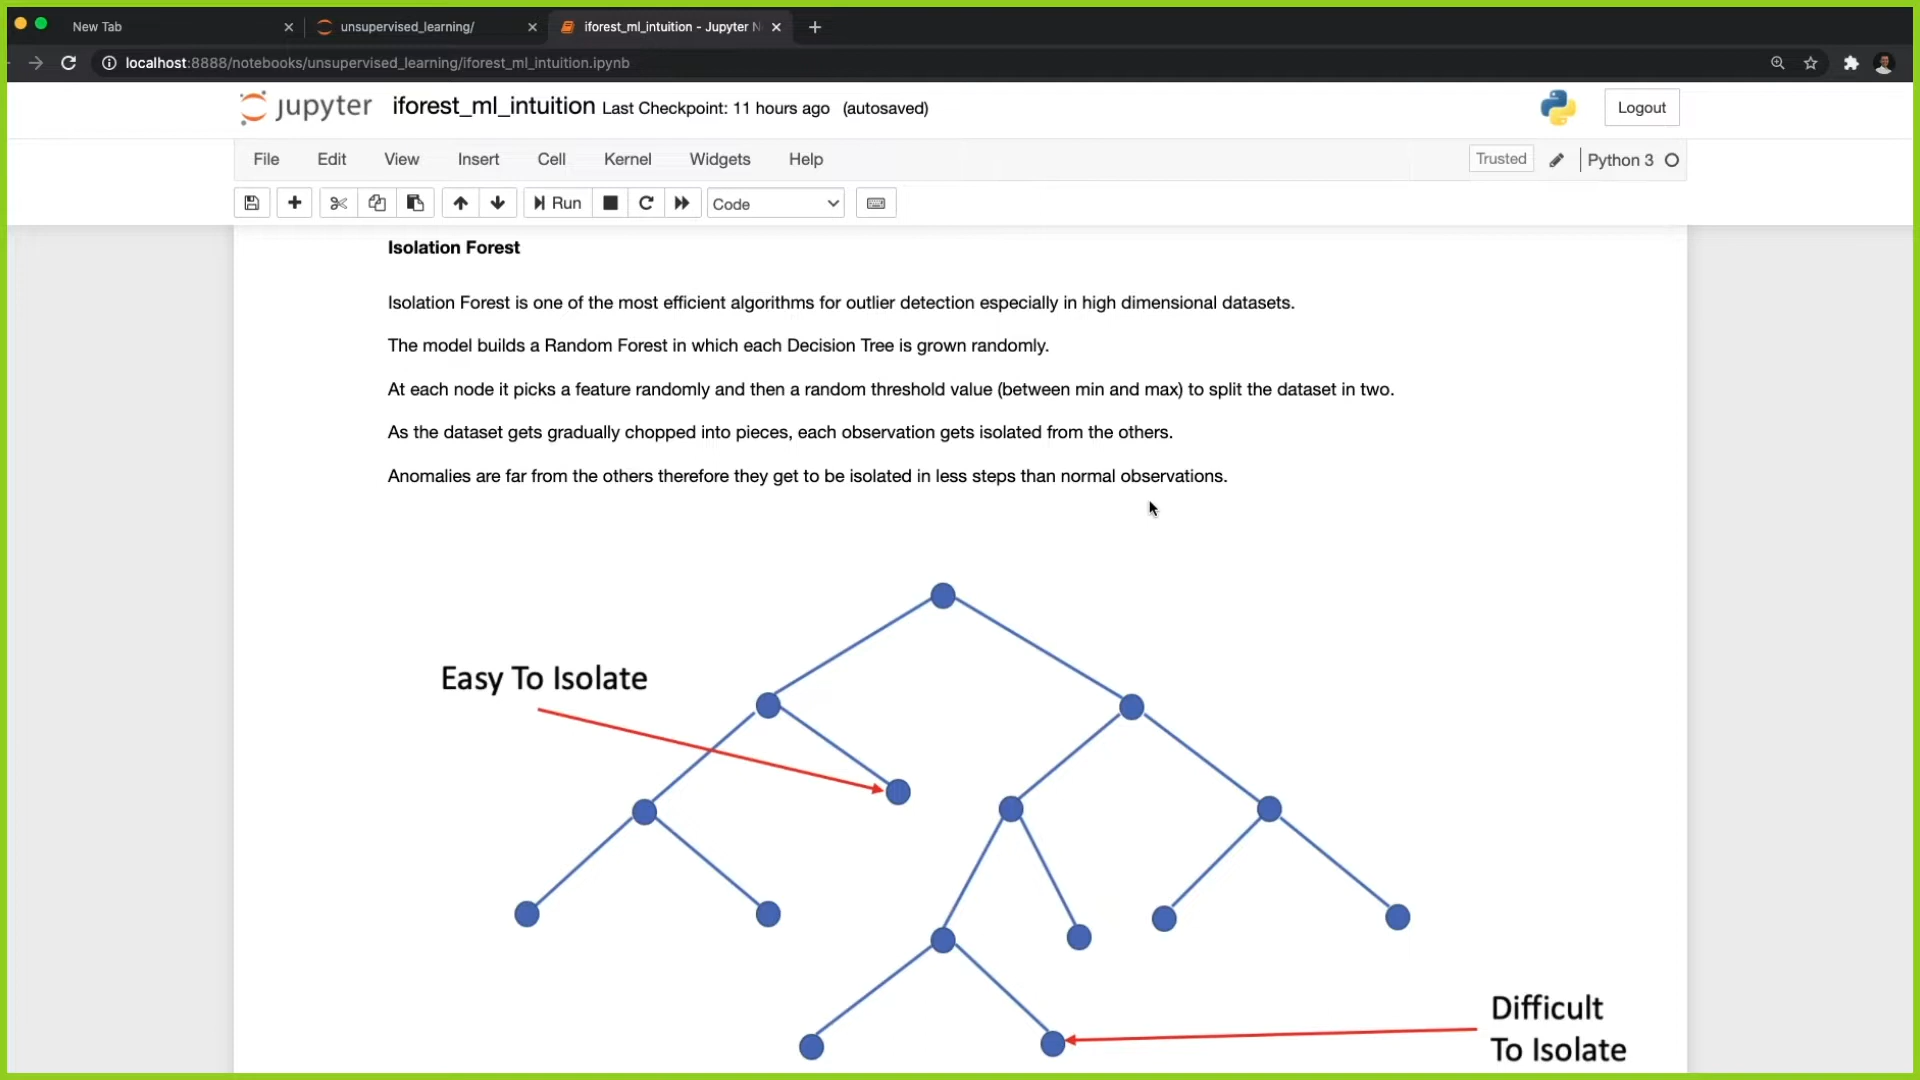 New Tab
unsupervised_learning/
iforest_ml_intuition - Jupyter N
localhost:8888/notebooks/unsupervised_learning/iforest_ml_intuition.ipynb
jupyter iforest_ml_intuition Last Checkpoint: 11 hours ago (autosaved)
Logout
File Edit View Insert Cell Kernel Widgets Help
Trusted
Python 3
Run
Code
Isolation Forest
Isolation Forest is one of the most efficient algorithms for outlier detection especially in high dimensional datasets.
The model builds a Random Forest in which each Decision Tree is grown randomly.
At each node it picks a feature randomly and then a random threshold value (between min and max) to split the dataset in two.
As the dataset gets gradually chopped into pieces, each observation gets isolated from the others.
Anomalies are far from the others therefore they get to be isolated in less steps than normal observations.
Easy To Isolate
Difficult
To Isolate